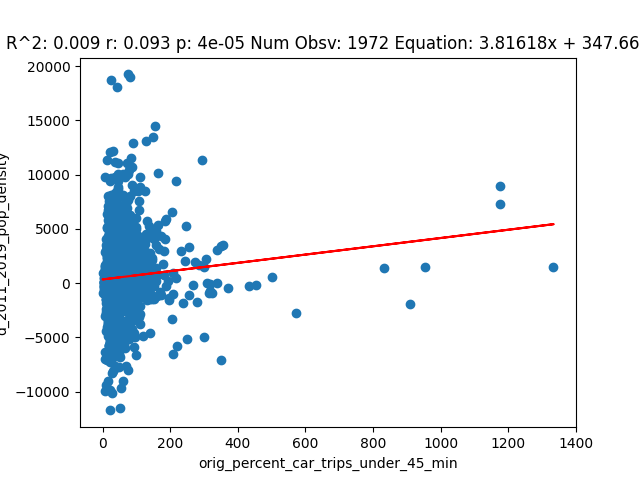 R^2: 0.009 r: 0.093 p: 4e-05 Num Obsv: 1972 Equation: 3.81618x + 347.66
20000
15000
10000
5000
0
−5000
−10000
d_2011_2019_pop_density
0 200 400 600 800 1000 1200 1400
orig_percent_car_trips_under_45_min